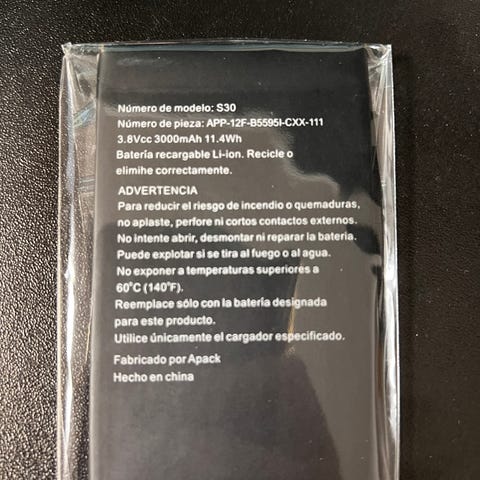 Número de modelo: S30
Número de pieza: APP-12F-B5595I-CXX-111
3.8Vcc 3000mAh 11.4Wh
Batería recargable Li-ion. Recicle o
elimihe correctamente.
ADVERTENCIA
Para reducir el riesgo de incendio o quemaduras,
no aplaste, perfore ni cortos contactos externos.
No intente abrir, desmontar ni reparar la batería.
Puede explotar si se tira al fuego o al agua.
No exponer a temperaturas superiores a
60°C (140°F).
Reemplace sólo con la batería designada
para este producto.
Utilice únicamente el cargador especificado.
Fabricado por Apack
Hecho en china